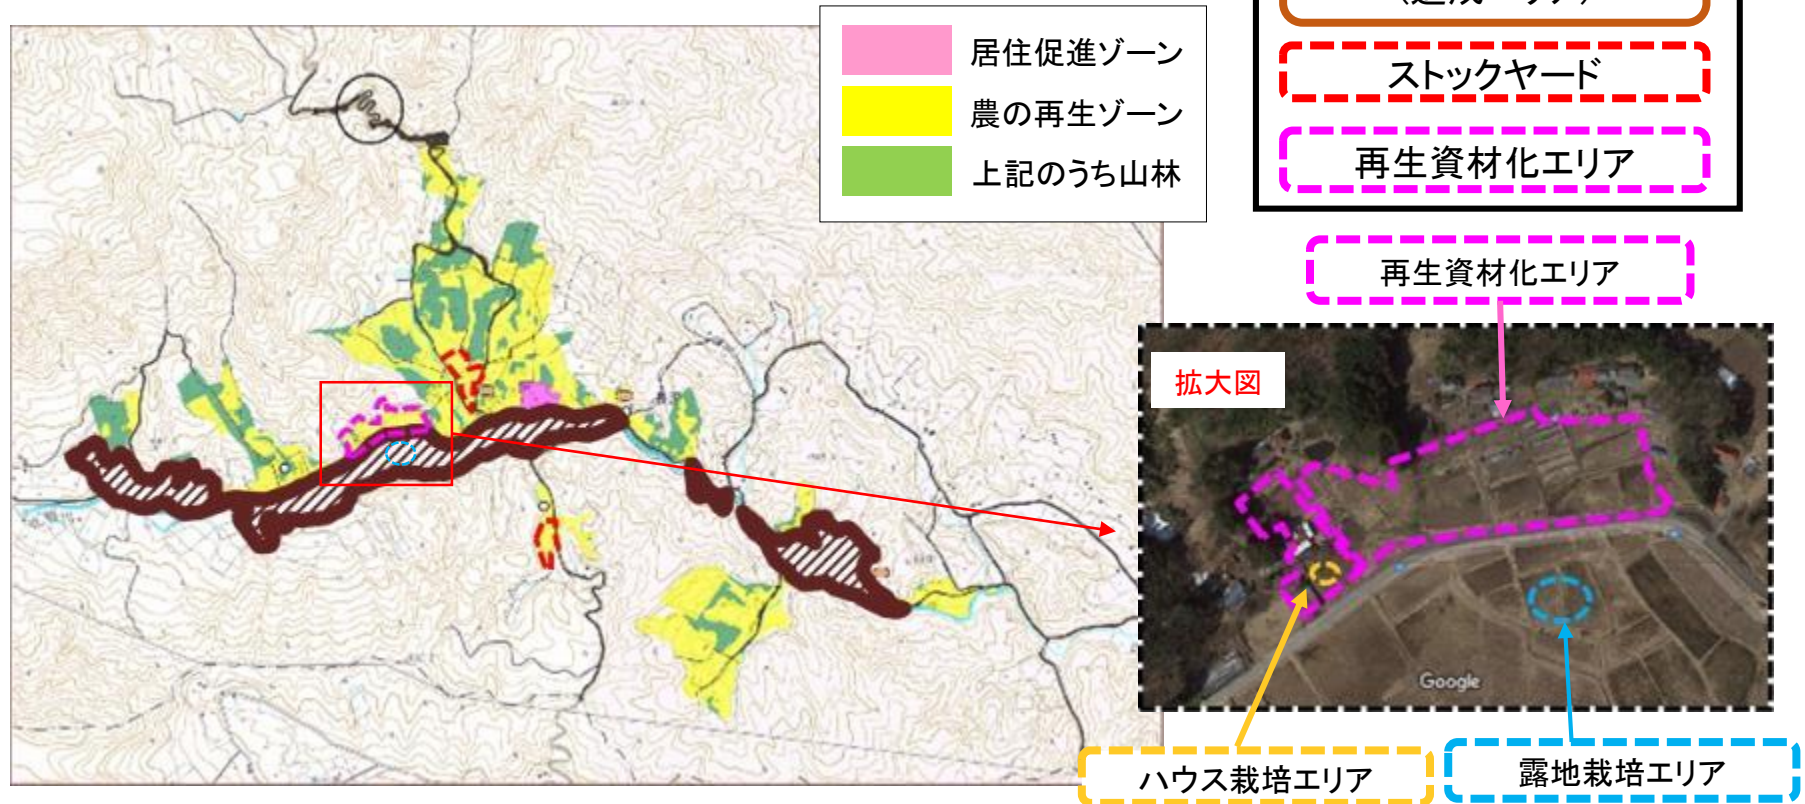 居住促進ゾーン
農の再生ゾーン
上記のうち山林
ストックヤード
再生資材化エリア
再生資材化エリア
拡大図
Google
ハウス栽培エリア
露地栽培エリア